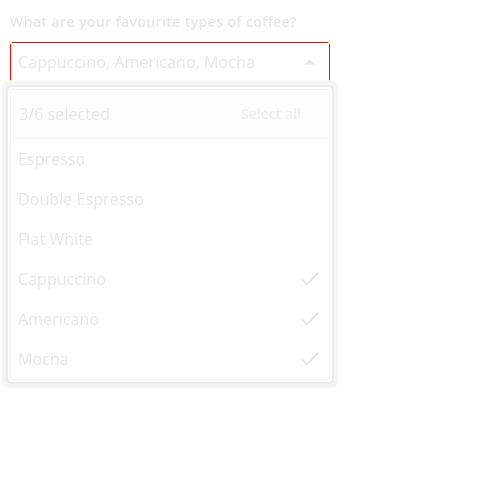 What are your favourite types of coffee?
Cappuccino, Americano, Mocha
3/6 selected Select all
Espresso
Double Espresso
Flat White
Cappuccino
Americano
Mocha